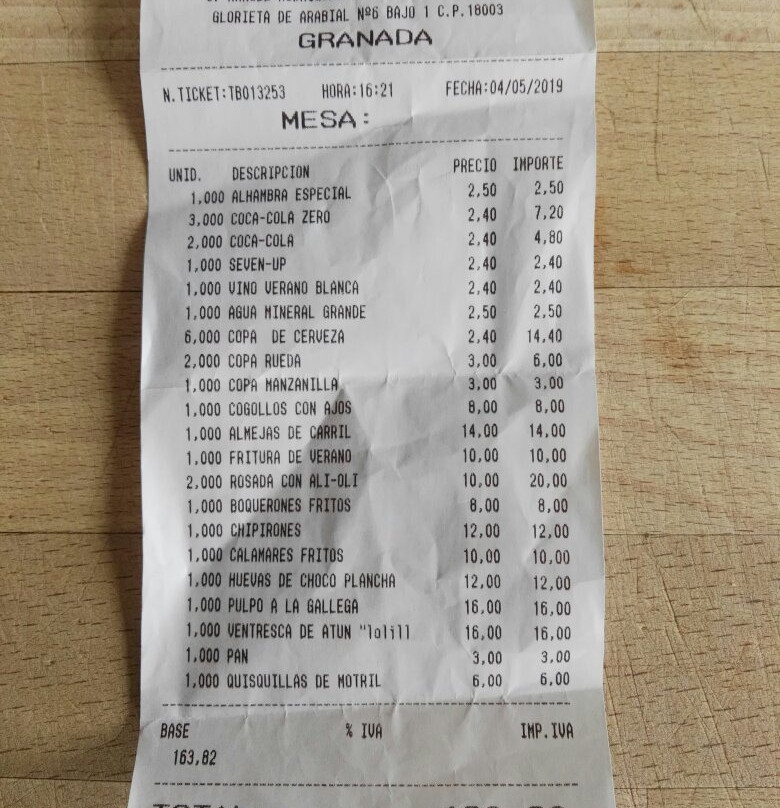 GLORIETA DE ARABIAL Nº6 BAJO 1 C.P.18003
GRANADA
N.TICKET:TB013253 HORA:16:21 FECHA:04/05/2019
MESA:
UNID. DESCRIPCION PRECIO IMPORTE
1,000 ALHAMBRA ESPECIAL 2,50 2,50
3,000 COCA-COLA ZERO 2,40 7,20
2,000 COCA-COLA 2,40 4,80
1,000 SEVEN-UP 2,40 2,40
1,000 VINO VERANO BLANCA 2,40 2,40
1,000 AGUA MINERAL GRANDE 2,50 2,50
6,000 COPA DE CERVEZA 2,40 14,40
2,000 COPA RUEDA 3,00 6,00
1,000 COPA MANZANILLA 3,00 3,00
1,000 COGOLLOS CON AJOS 8,00 8,00
1,000 ALMEJAS DE CARRIL 14,00 14,00
1,000 FRITURA DE VERANO 10,00 10,00
2,000 ROSADA CON ALI-OLI 10,00 20,00
1,000 BOQUERONES FRITOS 8,00 8,00
1,000 CHIPIRONES 12,00 12,00
1,000 CALAMARES FRITOS 10,00 10,00
1,000 HUEVAS DE CHOCO PLANCHA 12,00 12,00
1,000 PULPO A LA GALLEGA 16,00 16,00
1,000 VENTRESCA DE ATUN "lolill 16,00 16,00
1,000 PAN 3,00 3,00
1,000 QUISQUILLAS DE MOTRIL 6,00 6,00
BASE % IVA IMP.IVA
163,82
TOTAL